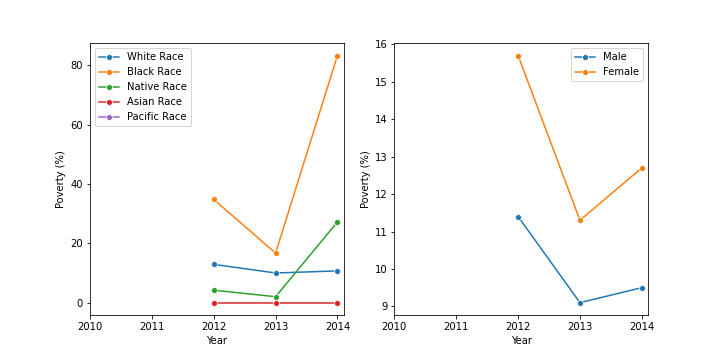 White Race
Black Race
Native Race
Asian Race
Pacific Race
80
60
40
20
0
Poverty (%)
2010 2011 2012 2013 2014
Year
Male
Female
16
15
14
13
12
11
10
9
Poverty (%)
2010 2011 2012 2013 2014
Year